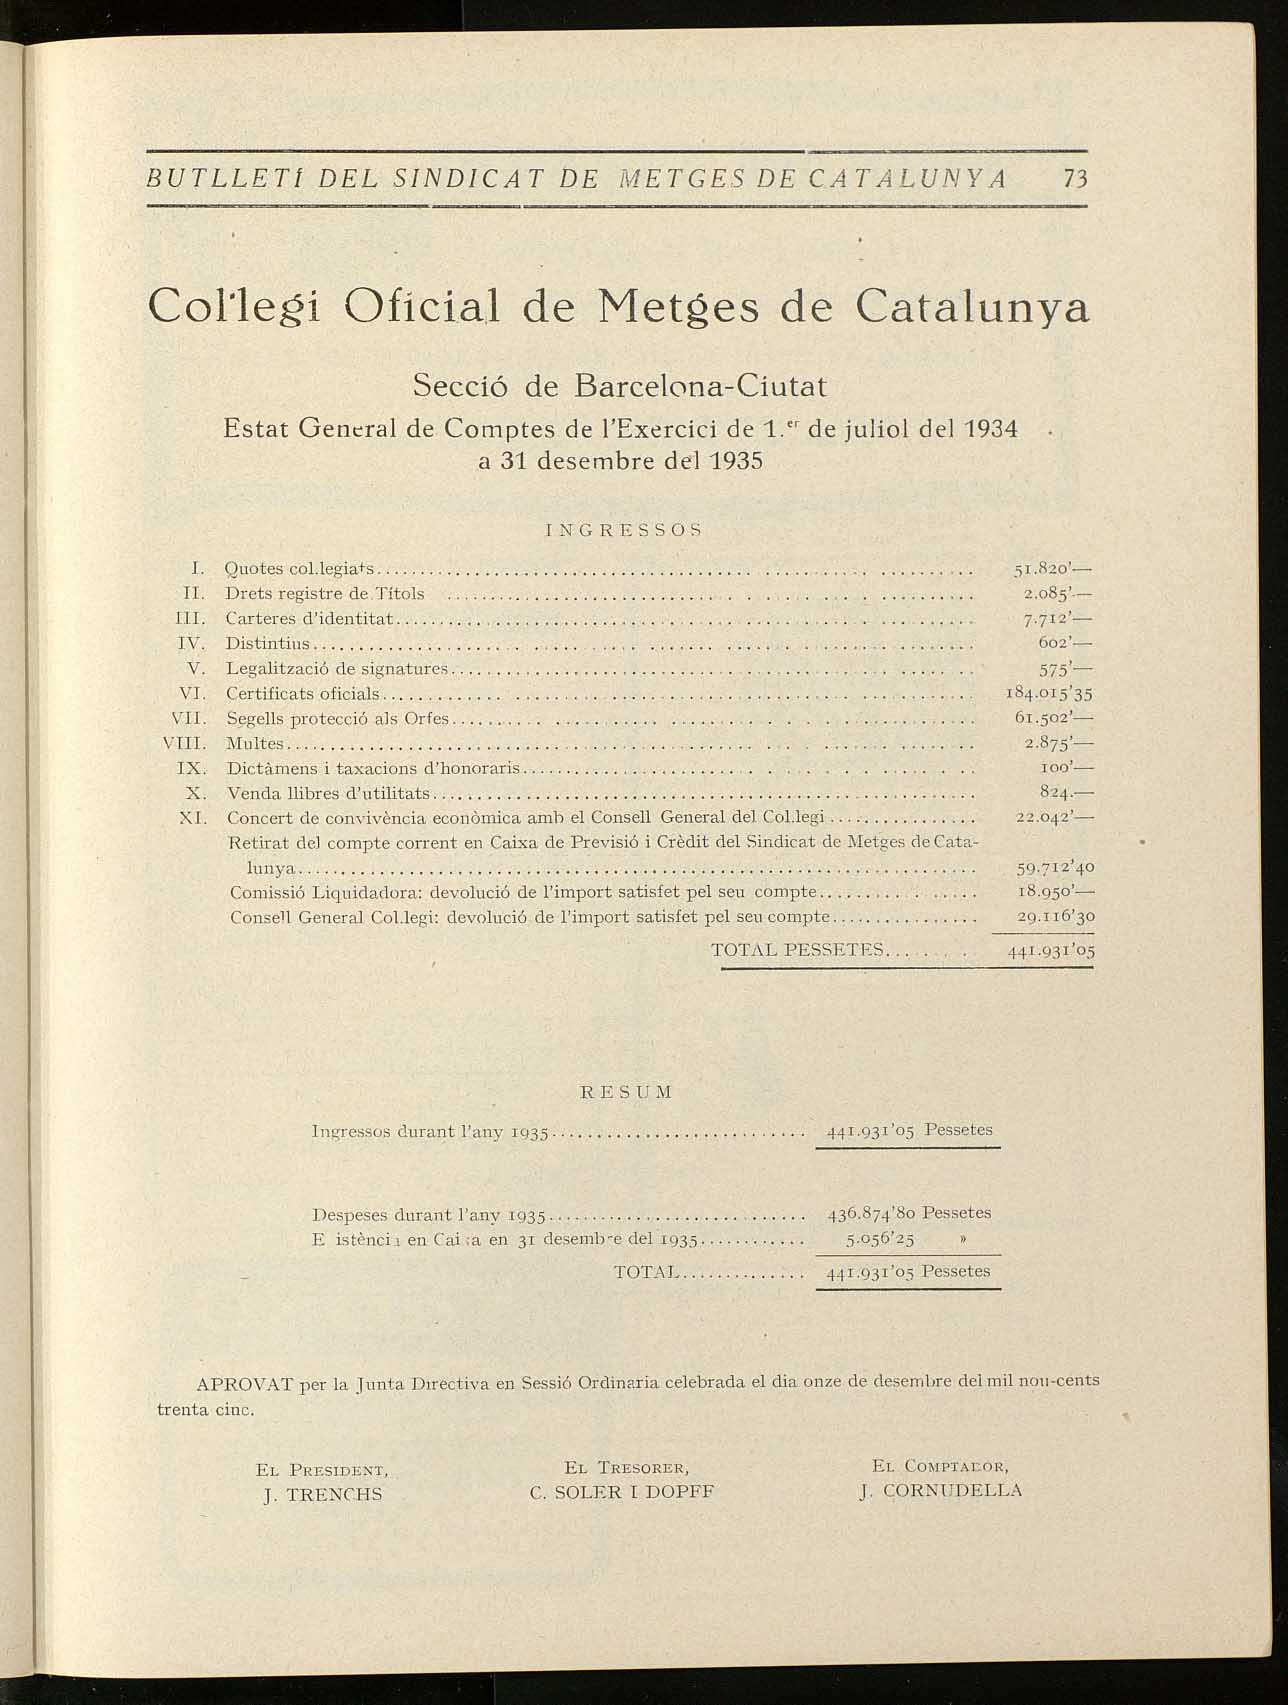 BUTLLETÍ DEL SINDICAT DE METGES DE CATALUNYA 73
Col·legi Oficial de Metges de Catalunya
Secció de Barcelona-Ciutat
Estat General de Comptes de l'Exercici de 1.er de juliol del 1934
a 31 desembre del 1935
INGRESSOS
I. Quotes col.legiats 51.820'—
II. Drets registre de Títols 2.085'—
III. Carteres d'identitat 7.712'—
IV. Distintius 602'—
V. Legalització de signatures 575'—
VI. Certificats oficials 184.015'35
VII. Segells protecció als Orfes 61.502'—
VIII. Multes 2.875'—
IX. Dictàmens i taxacions d'honoraris 100'—
X. Venda llibres d'utilitats 824.—
XI. Concert de convivència econòmica amb el Consell General del Col.legi 22.042'—
Retirat del compte corrent en Caixa de Previsió i Crèdit del Sindicat de Metges de Cata-
lunya 59.712'40
Comissió Liquidadora: devolució de l'import satisfet pel seu compte 18.950'—
Consell General Col.legi: devolució de l'import satisfet pel seu compte 29.116'30
TOTAL PESSETES 441.931'05
RESUM
Ingressos durant l'any 1935 441.931'05 Pessetes
Despeses durant l'any 1935 436.874'80 Pessetes
E istència en Cai a en 31 desembre del 1935 5.056'25 »
TOTAL 441.931'05 Pessetes
APROVAT per la Junta Directiva en Sessió Ordinaria celebrada el dia onze de desembre del mil nou-cents
trenta cinc.
EL PRESIDENT, EL TRESORER, EL COMPTADOR,
J. TRENCHS C. SOLER I DOPFF J. CORNUDELLA